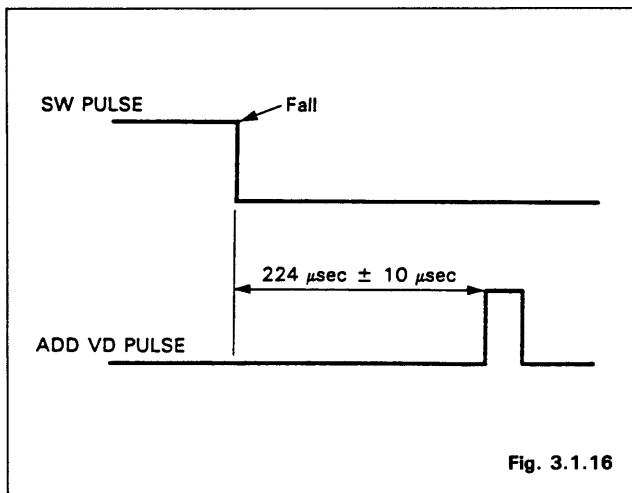 SW PULSE
Fall
224 μsec ± 10 μsec
ADD VD PULSE
Fig. 3.1.16